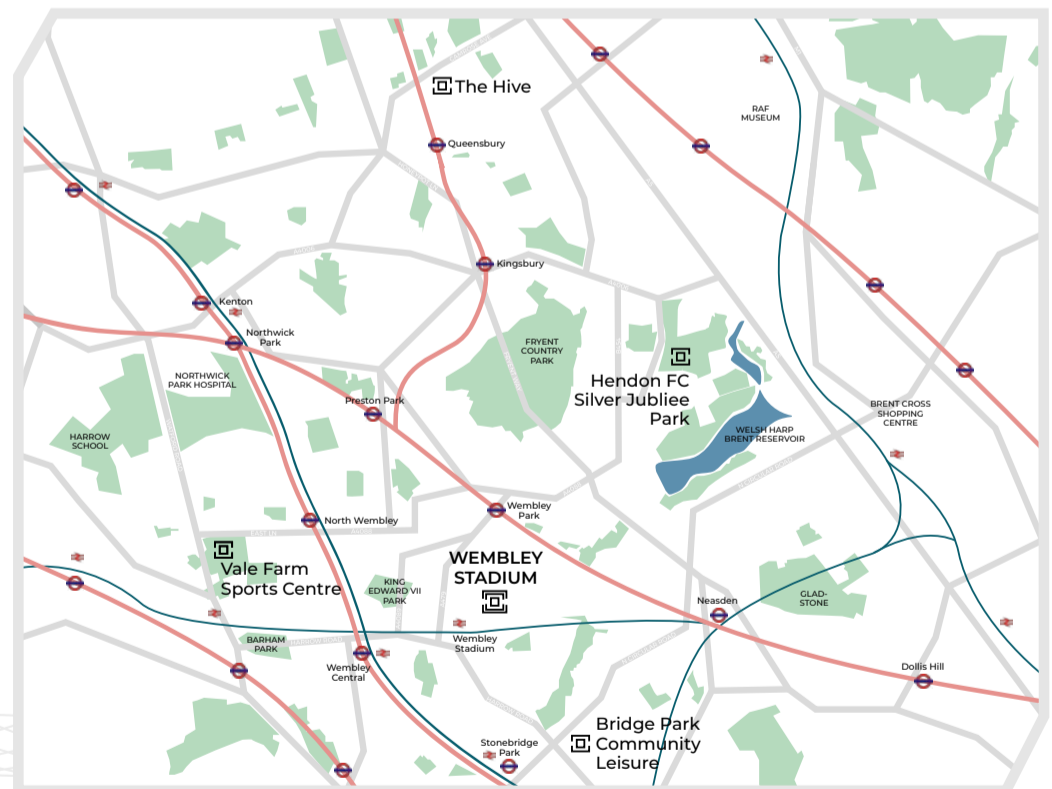 The Hive
RAF
MUSEUM
Queensbury
Kingsbury
Kenton
Northwick
Park
NORTHWICK
PARK HOSPITAL
FRYENT
COUNTRY
PARK
Hendon FC
Silver Jubliee
Park
Preston Park
HARROW
SCHOOL
WELSH HARP
BRENT RESERVOIR
BRENT CROSS
SHOPPING
CENTRE
North Wembley
Wembley
Park
Vale Farm
Sports Centre
WEMBLEY
STADIUM
KING
EDWARD VII
PARK
GLAD-
STONE
Neasden
BARHAM
PARK
Wembley
Stadium
Wembley
Central
Dollis Hill
Stonebridge
Park
Bridge Park
Community
Leisure